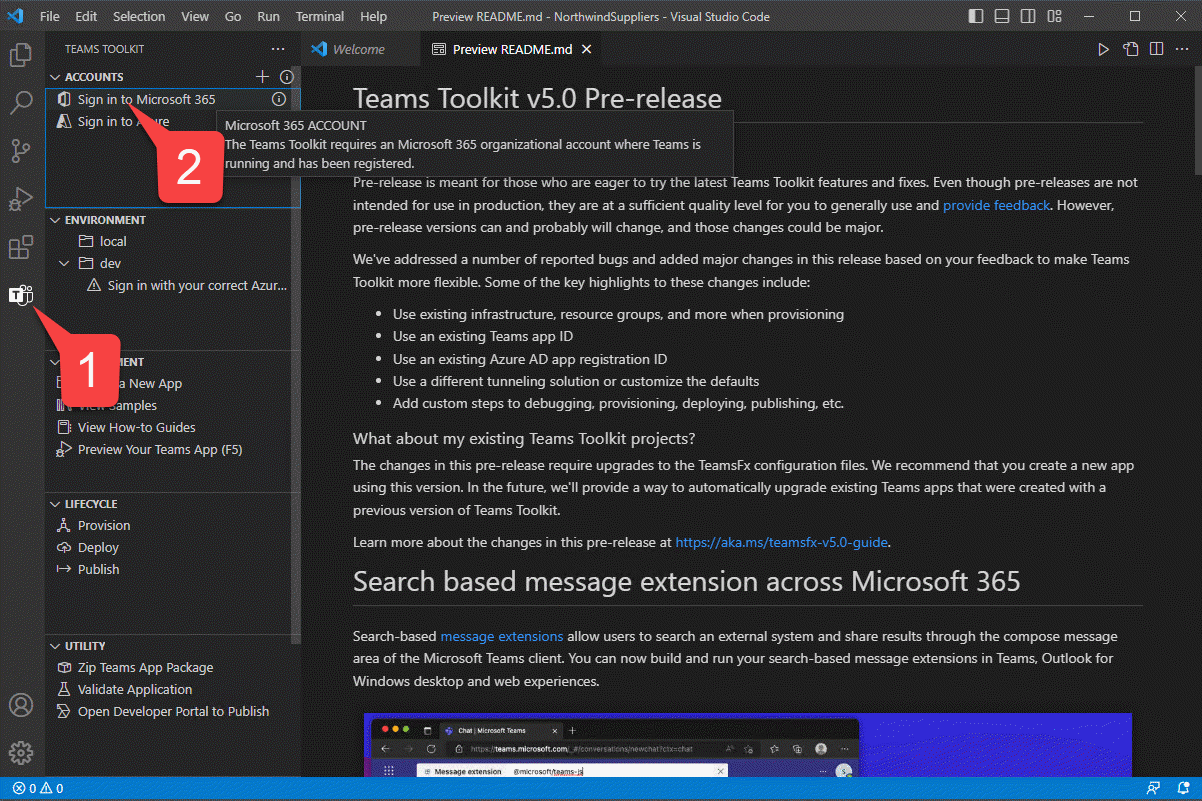 File Edit Selection View Go Run Terminal Help
Preview README.md - NorthwindSuppliers - Visual Studio Code
TEAMS TOOLKIT
Welcome
Preview README.md
ACCOUNTS
Sign in to Microsoft 365
Sign in to Azure
Microsoft 365 ACCOUNT
The Teams Toolkit requires an Microsoft 365 organizational account where Teams is
running and has been registered.
2
ENVIRONMENT
local
dev
Sign in with your correct Azur...
1
MENT
a New App
View Samples
View How-to Guides
Preview Your Teams App (F5)
LIFECYCLE
Provision
Deploy
Publish
UTILITY
Zip Teams App Package
Validate Application
Open Developer Portal to Publish
Teams Toolkit v5.0 Pre-release
Pre-release is meant for those who are eager to try the latest Teams Toolkit features and fixes. Even though pre-releases are not
intended for use in production, they are at a sufficient quality level for you to generally use and provide feedback. However,
pre-release versions can and probably will change, and those changes could be major.
We've addressed a number of reported bugs and added major changes in this release based on your feedback to make Teams
Toolkit more flexible. Some of the key highlights to these changes include:
• Use existing infrastructure, resource groups, and more when provisioning
• Use an existing Teams app ID
• Use an existing Azure AD app registration ID
• Use a different tunneling solution or customize the defaults
• Add custom steps to debugging, provisioning, deploying, publishing, etc.
What about my existing Teams Toolkit projects?
The changes in this pre-release require upgrades to the TeamsFx configuration files. We recommend that you create a new app
using this version. In the future, we'll provide a way to automatically upgrade existing Teams apps that were created with a
previous version of Teams Toolkit.
Learn more about the changes in this pre-release at https://aka.ms/teamsfx-v5.0-guide.
Search based message extension across Microsoft 365
Search-based message extensions allow users to search an external system and share results through the compose message
area of the Microsoft Teams client. You can now build and run your search-based message extensions in Teams, Outlook for
Windows desktop and web experiences.
Chat | Microsoft Teams
https://teams.microsoft.com/_#/conversations/newchat?ctx=chat
Message extension @microsoft/teams-js
S
0 0